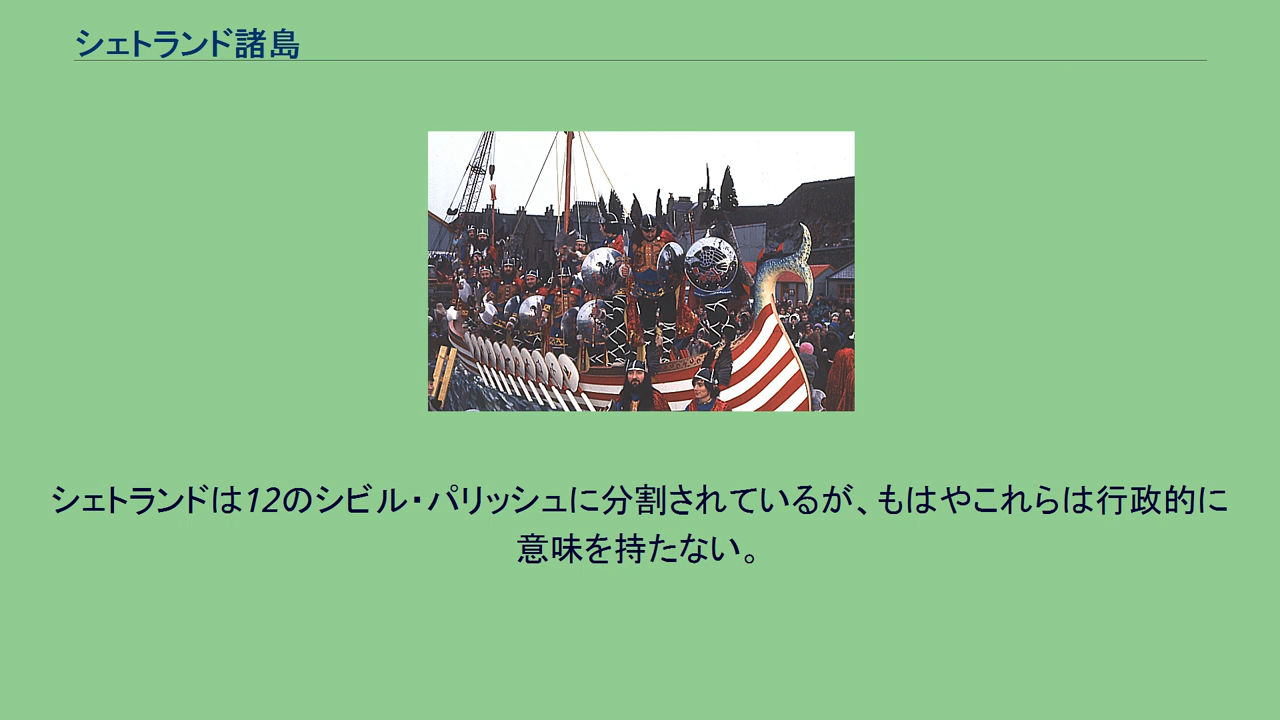 シェトランド諸島
シェトランドは12のシビル・パリッシュに分割されているが、もはやこれらは行政的に
意味を持たない。